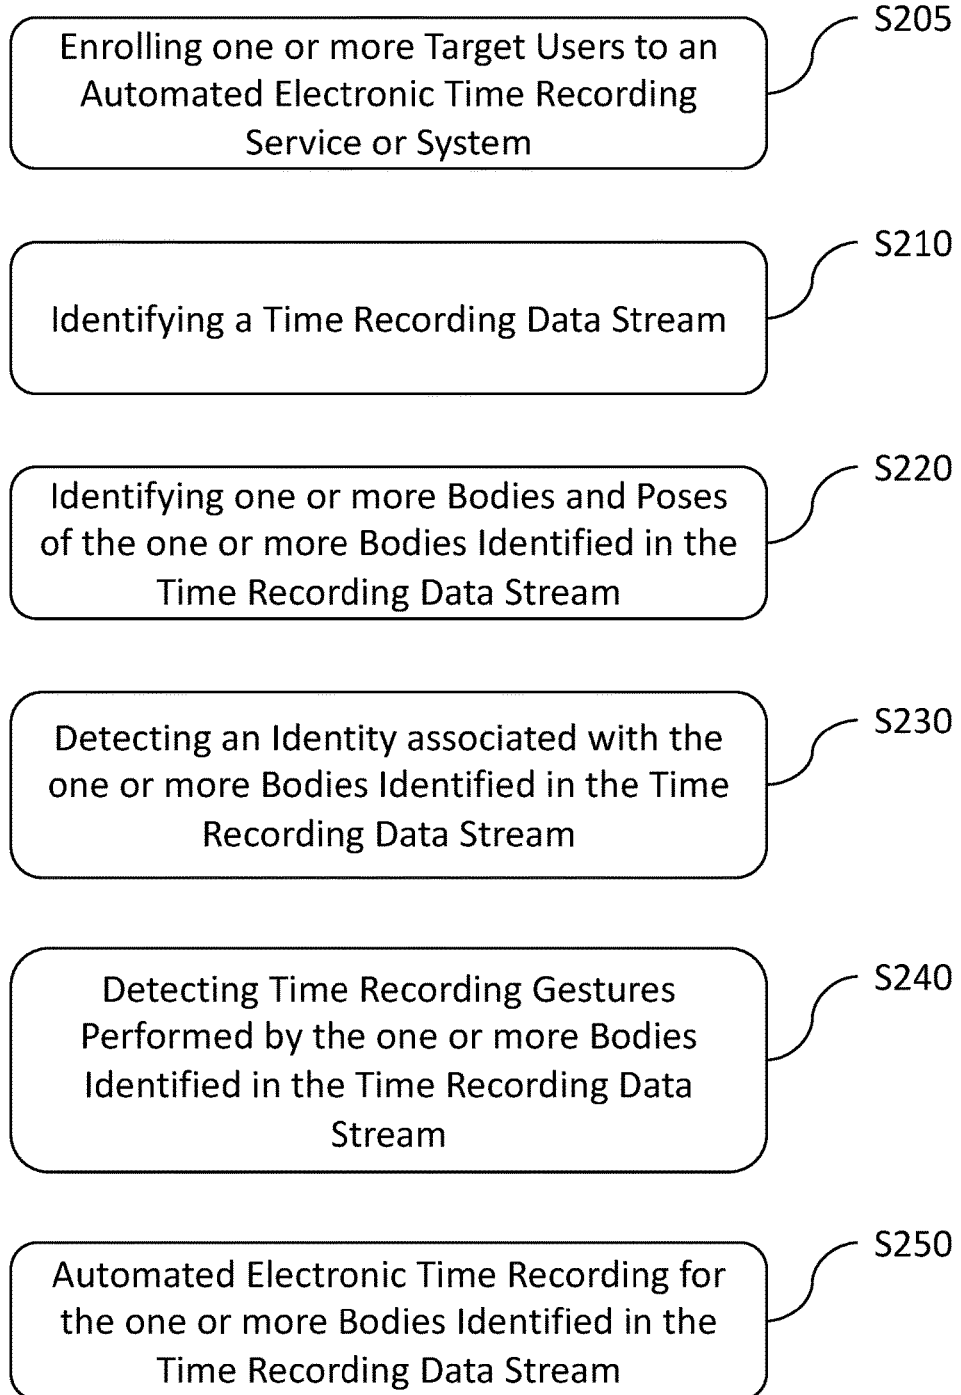 S205
Enrolling one or more Target Users to an
Automated Electronic Time Recording
Service or System
S210
Identifying a Time Recording Data Stream
S220
Identifying one or more Bodies and Poses
of the one or more Bodies Identified in the
Time Recording Data Stream
S230
Detecting an Identity associated with the
one or more Bodies Identified in the Time
Recording Data Stream
S240
Detecting Time Recording Gestures
Performed by the one or more Bodies
Identified in the Time Recording Data
Stream
S250
Automated Electronic Time Recording for
the one or more Bodies Identified in the
Time Recording Data Stream